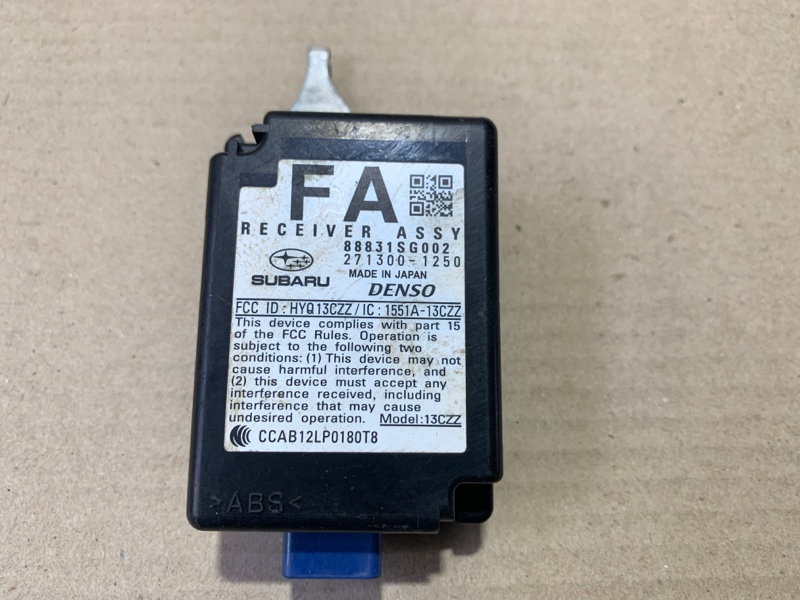 FA
RECEIVER ASSY
88831SG002
271300-1250
SUBARU
MADE IN JAPAN
DENSO
FCC ID : HYQ13CZZ / IC : 1551A-13CZZ
This device complies with part 15
of the FCC Rules. Operation is
subject to the following two
conditions: (1) This device may not
cause harmful interference, and
(2) this device must accept any
interference received, including
interference that may cause
undesired operation. Model:13CZZ
CCAB12LP0180T8
>ABS<